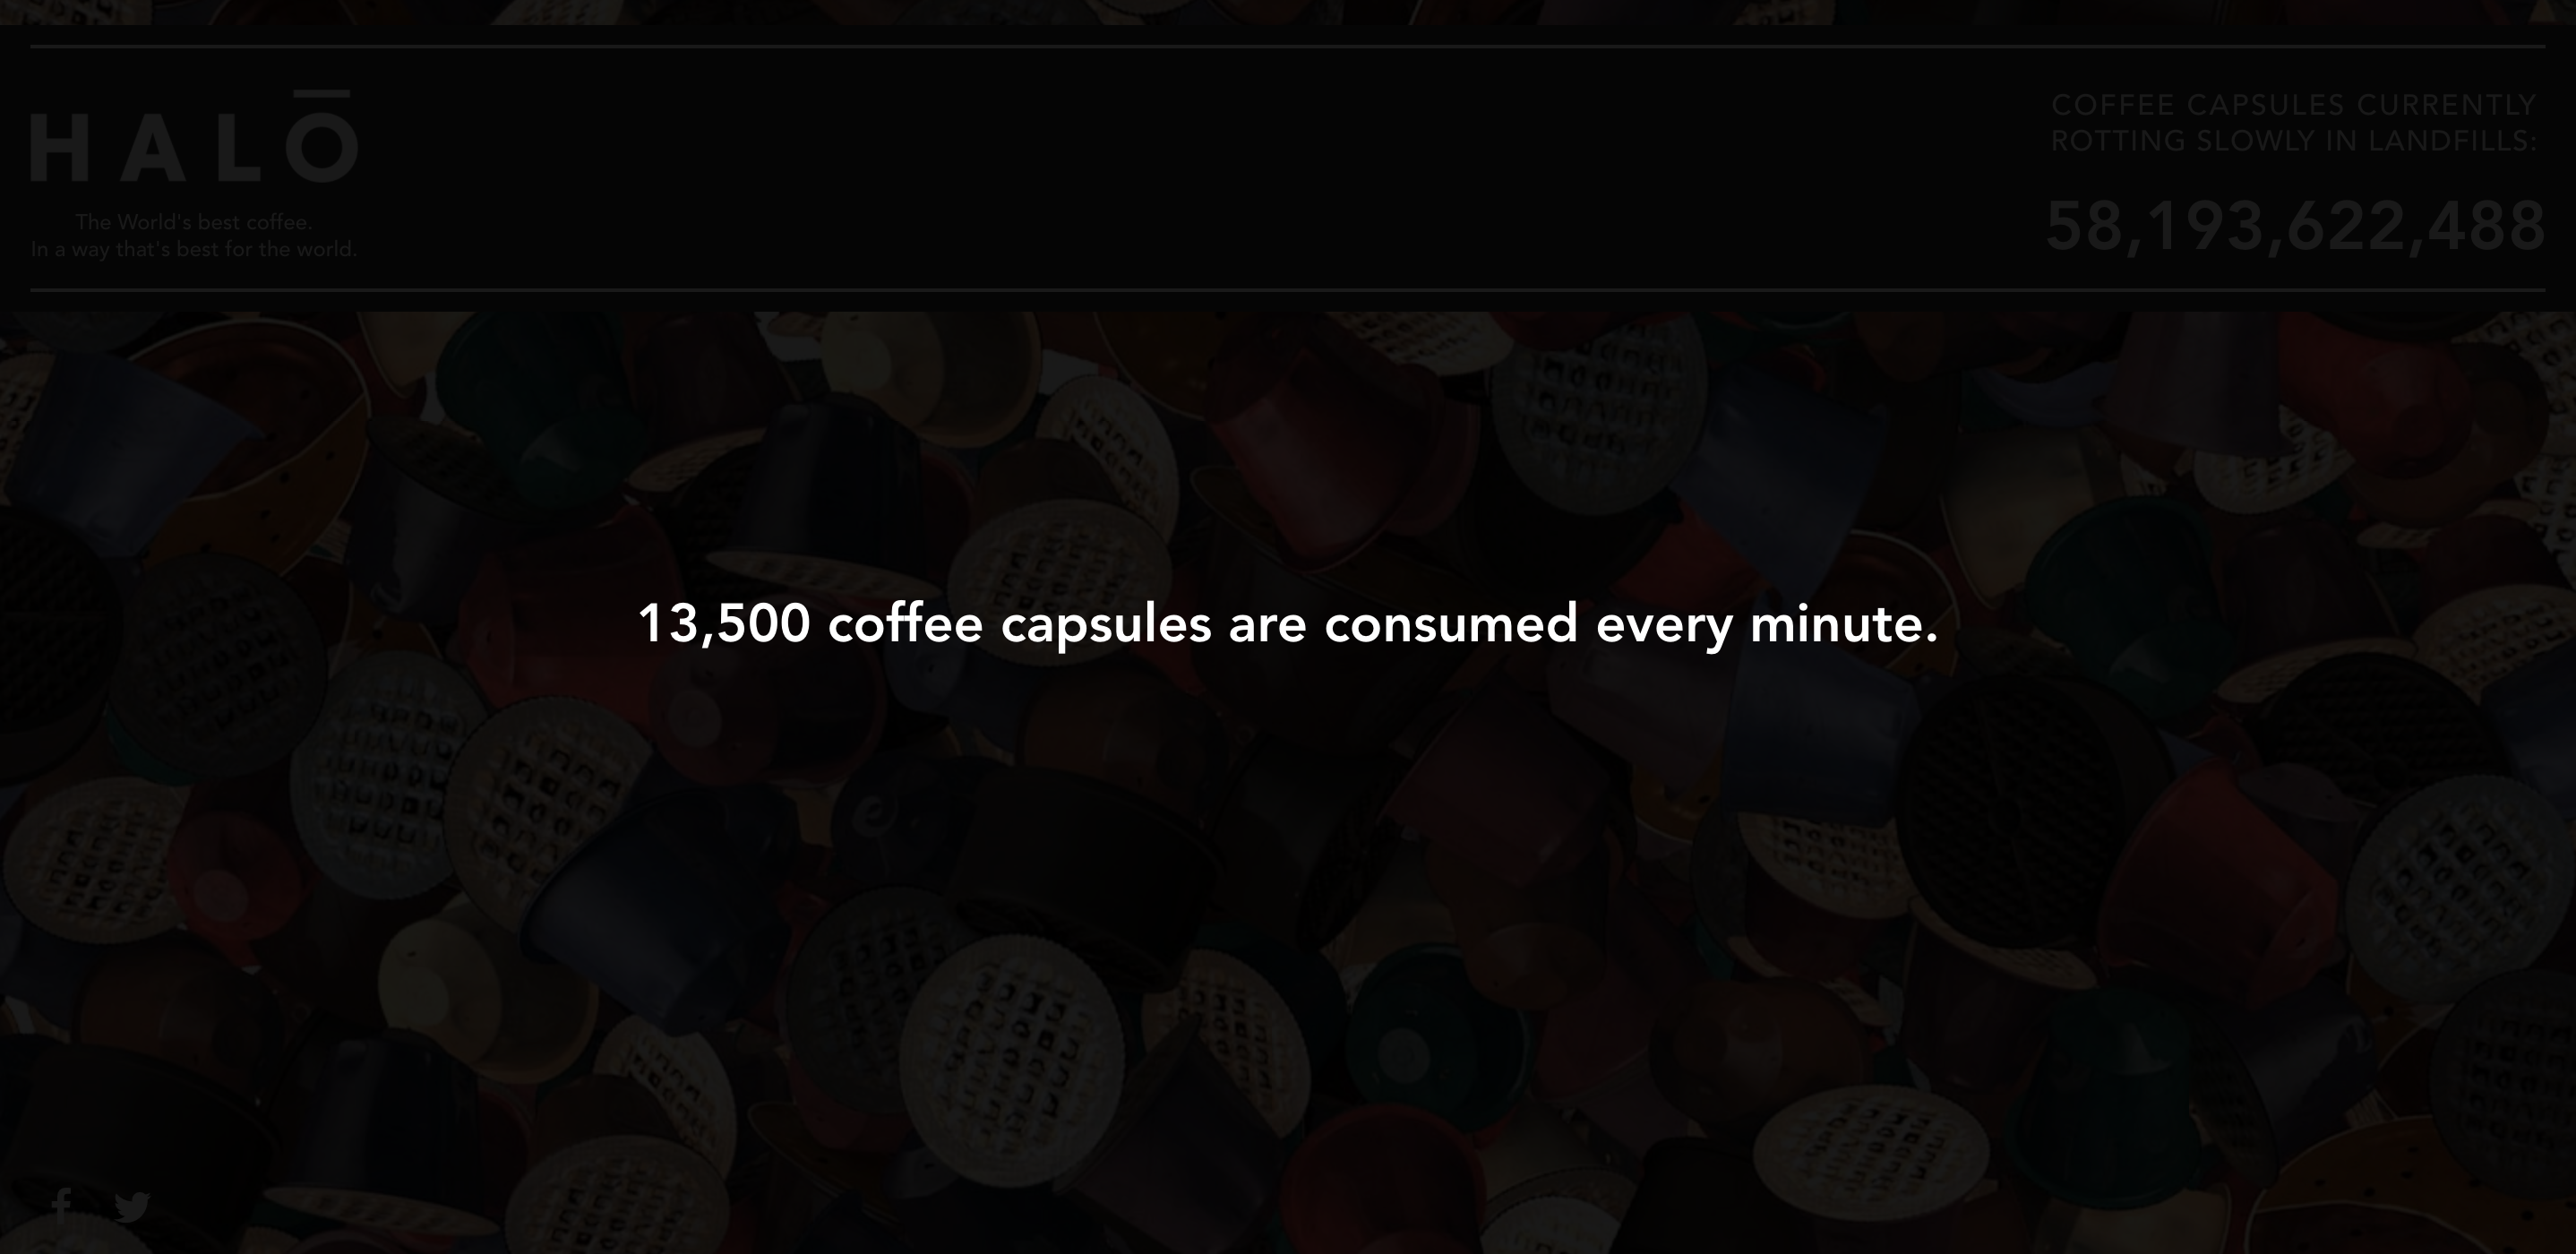 HALŌ
The World's best coffee.
In a way that's best for the world.
COFFEE CAPSULES CURRENTLY
ROTTING SLOWLY IN LANDFILLS:
58,193,622,488
13,500 coffee capsules are consumed every minute.